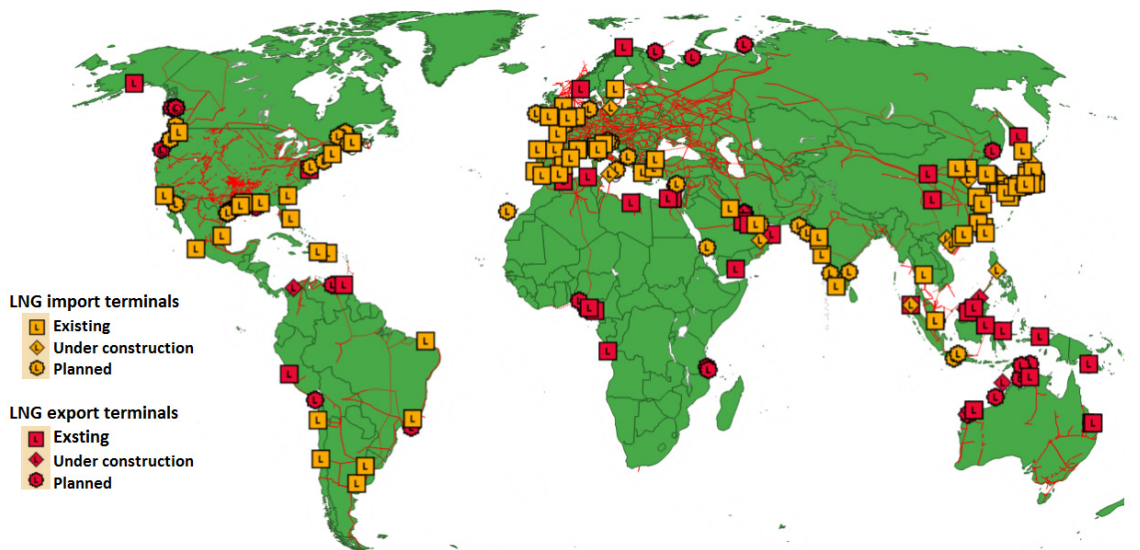 LNG import terminals
L Existing
L Under construction
L Planned
LNG export terminals
L Exsting
L Under construction
L Planned